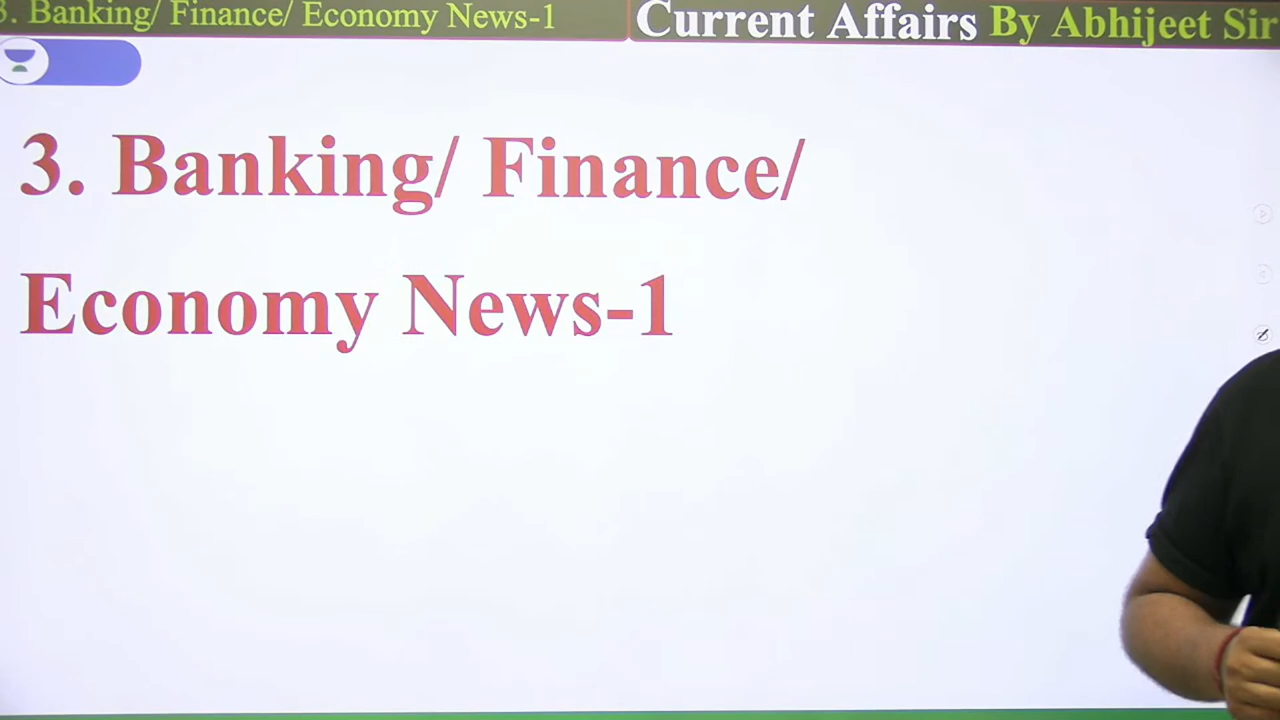 3. Banking/ Finance/ Economy News-1
Current Affairs By Abhijeet Sir
3. Banking/ Finance/
Economy News-1